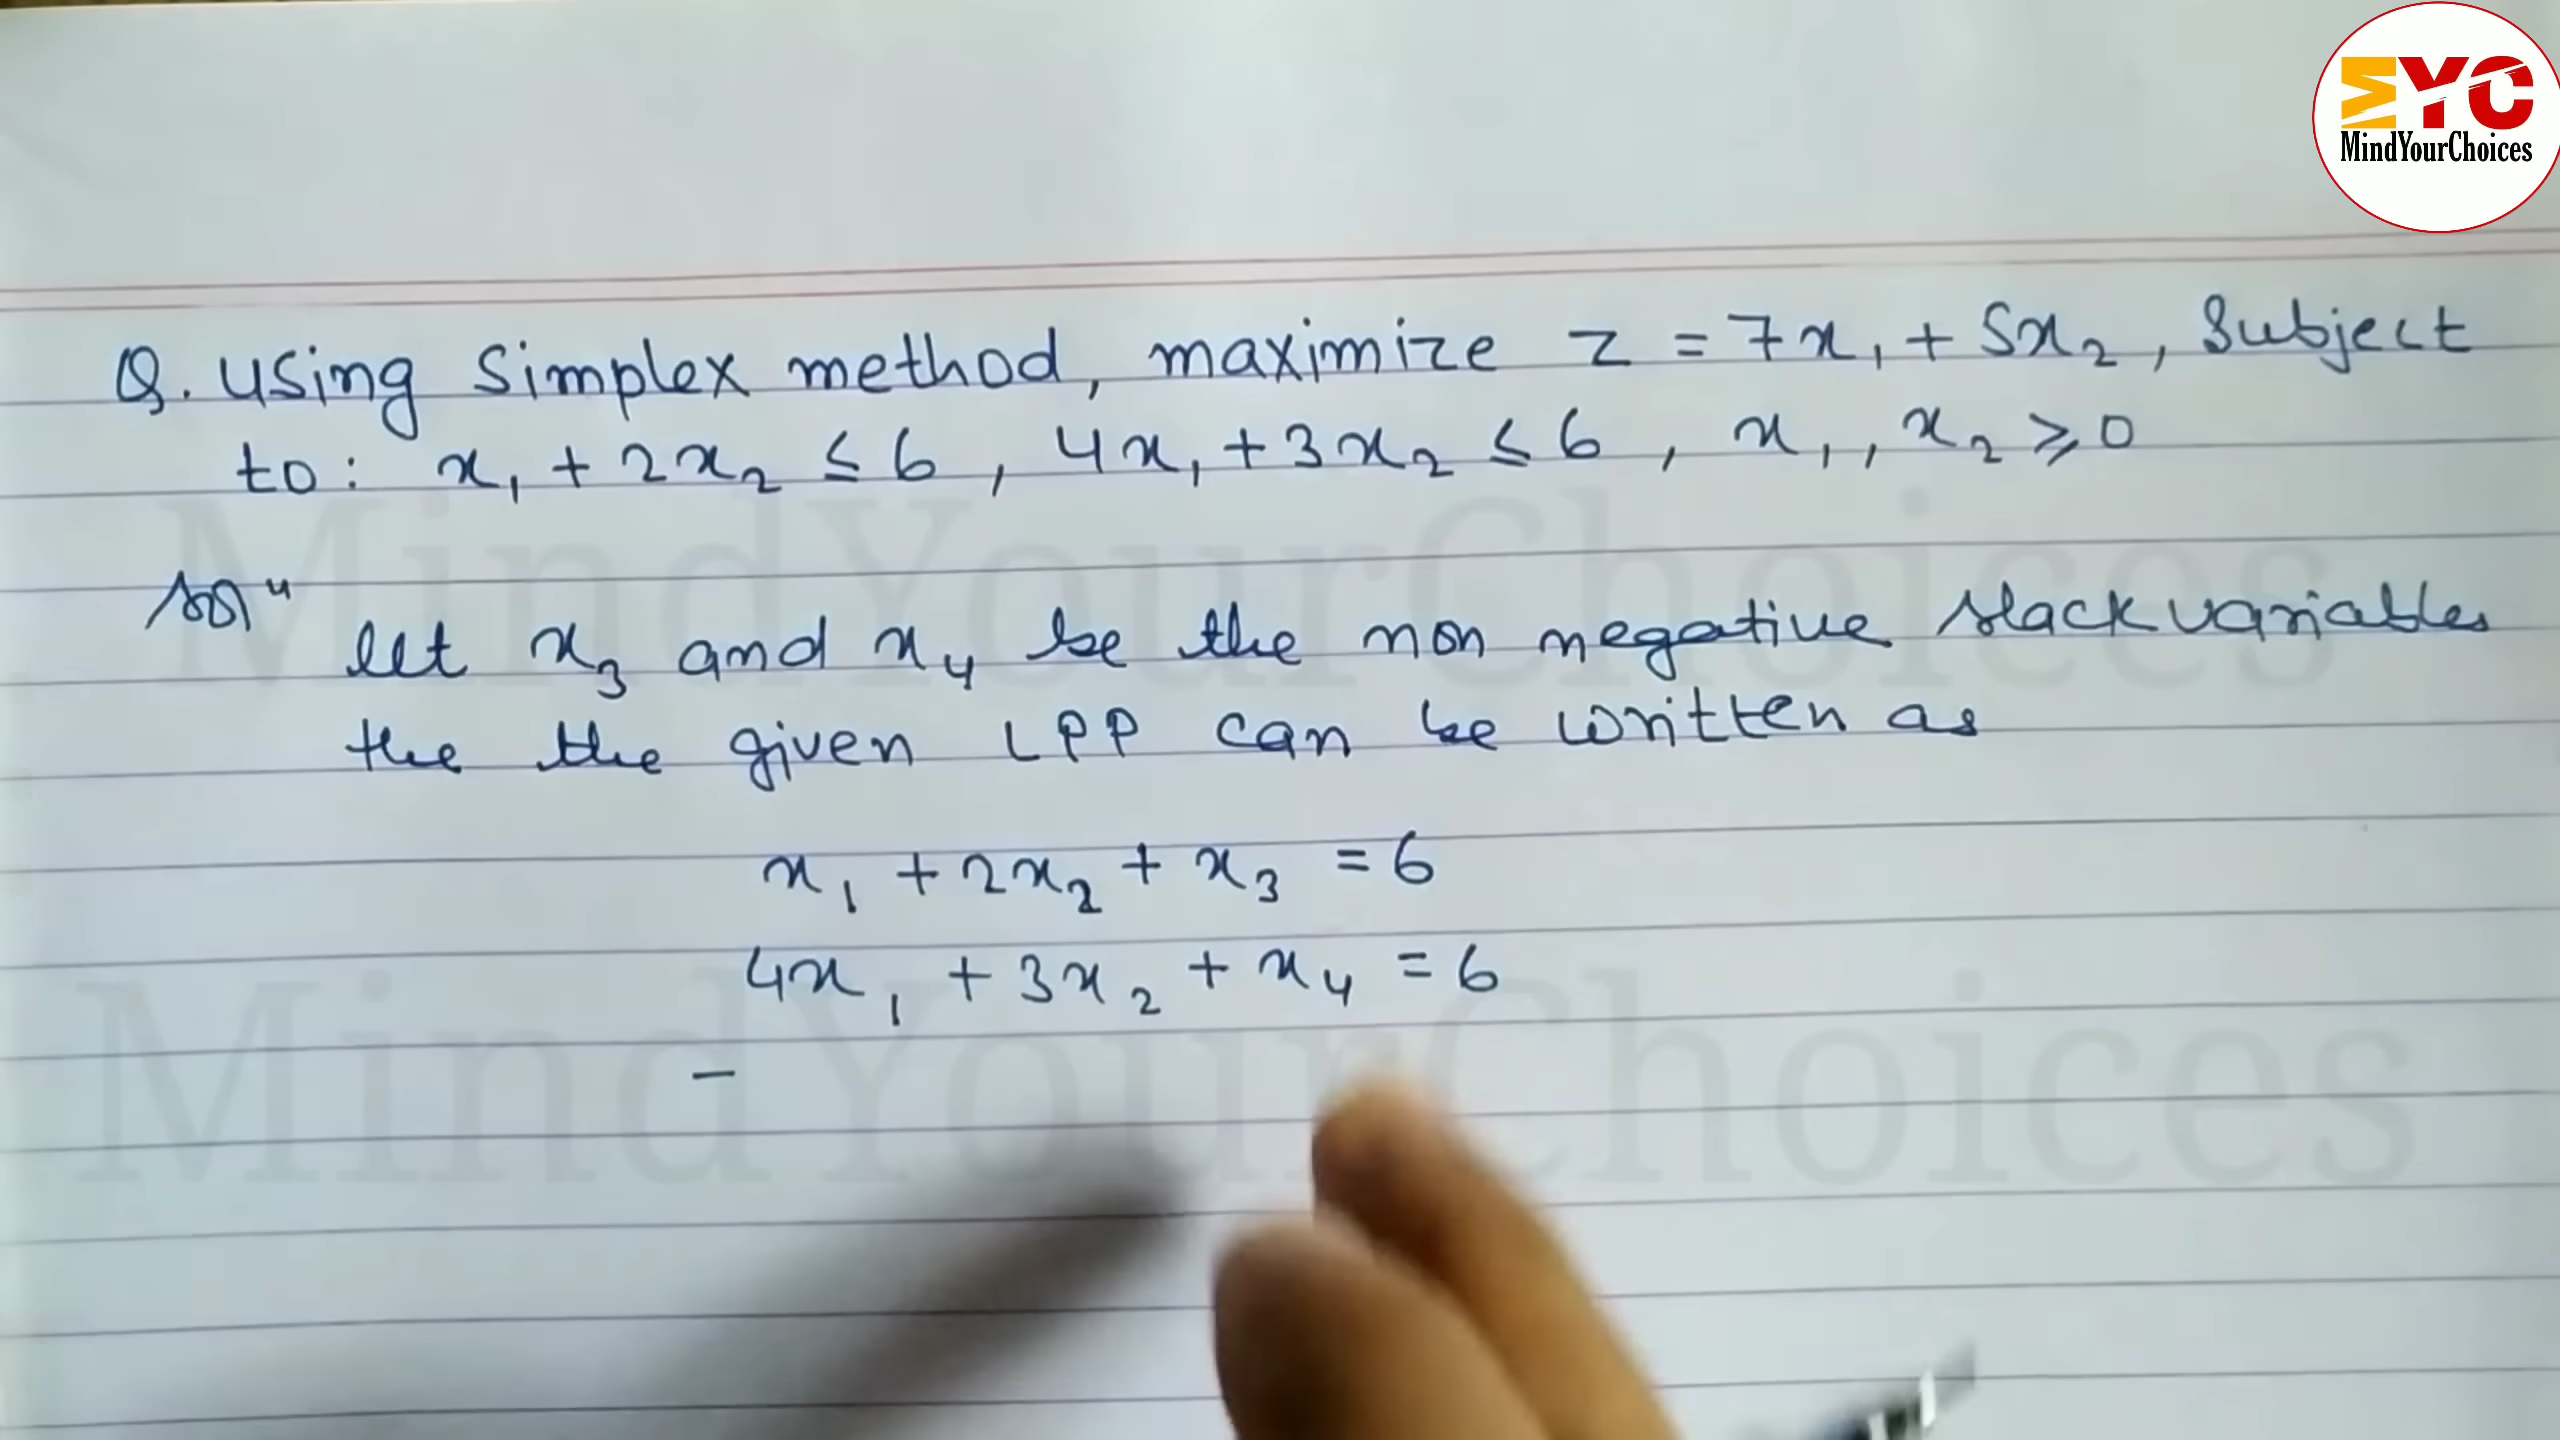 MYC
MindYourChoices
Q. Using Simplex method, maximize z = 7x₁ + 5x₂, Subject
to: x₁ + 2x₂ ≤ 6, 4x₁ + 3x₂ ≤ 6, x₁, x₂ ≥ 0
MindYourChoices
Solⁿ
let x₃ and x₄ be the non negative slack variables
the the given LPP can be written as
x₁ + 2x₂ + x₃ = 6
4x₁ + 3x₂ + x₄ = 6
MindYourChoices
–